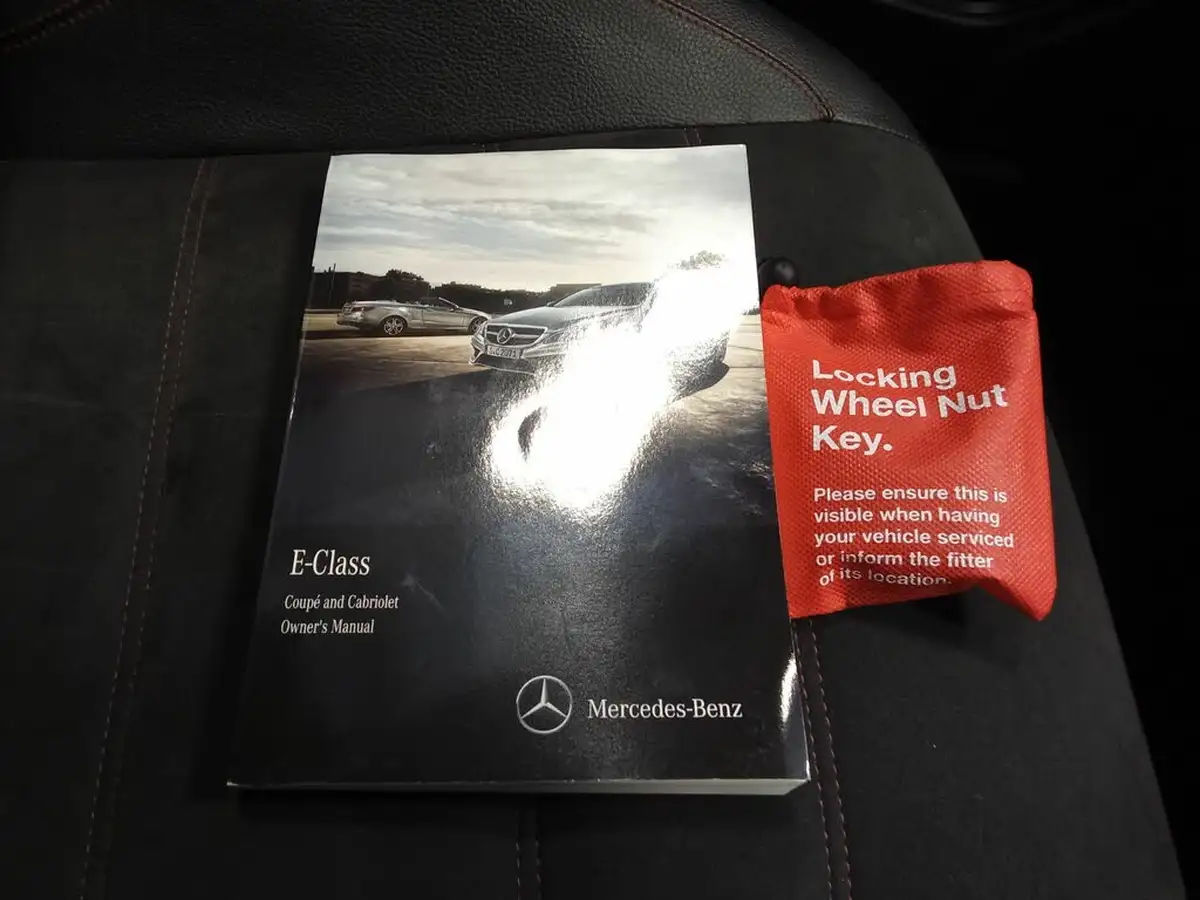 E-Class
Coupé and Cabriolet
Owner's Manual
Mercedes-Benz
Locking
Wheel Nut
Key.
Please ensure this is
visible when having
your vehicle serviced
or inform the fitter
of its location.